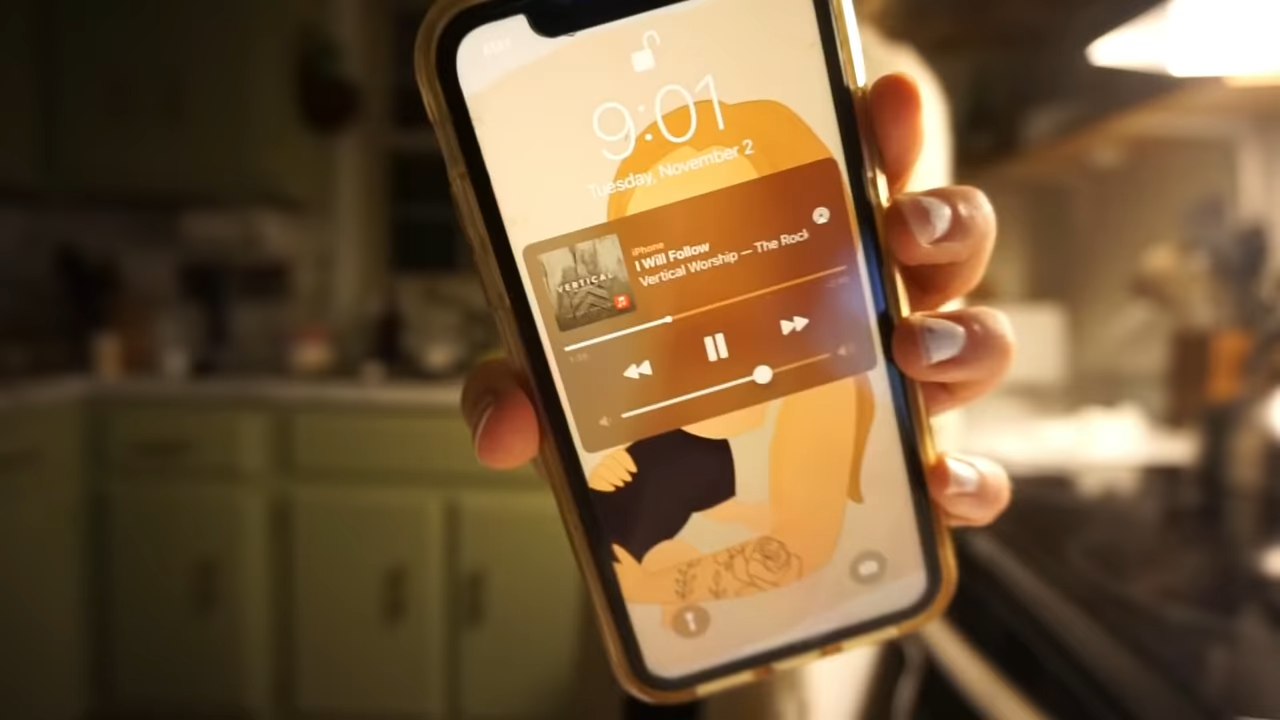 9:01
Tuesday, November 2
iPhone
I Will Follow
Vertical Worship — The Rock
VERTICAL